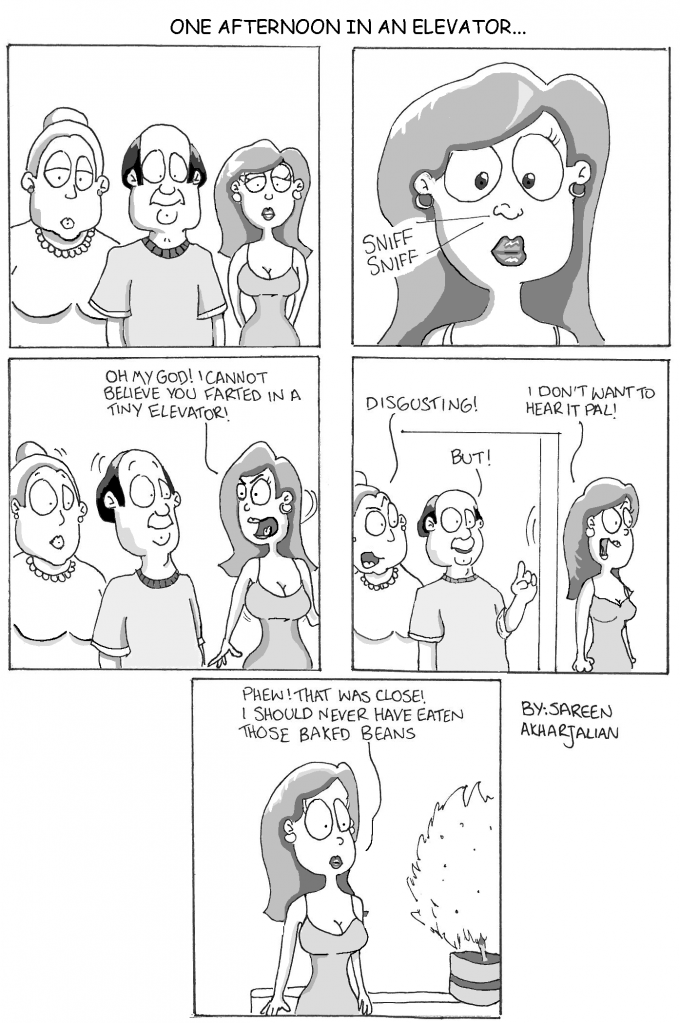 ONE AFTERNOON IN AN ELEVATOR...
SNIFF
SNIFF
OH MY GOD! I CANNOT
BELIEVE YOU FARTED IN A
TINY ELEVATOR!
DISGUSTING!
BUT!
I DON'T WANT TO
HEAR IT PAL!
PHEW! THAT WAS CLOSE!
I SHOULD NEVER HAVE EATEN
THOSE BAKED BEANS
BY: SAREEN
AKHARJALIAN